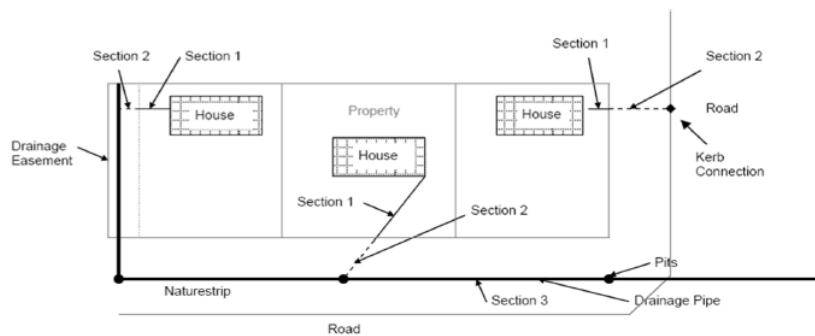 Section 1
Section 2
Section 2
Section 1
House
Property
House
Road
Drainage
Easement
House
Kerb
Connection
Section 1
Section 2
Pits
Naturestrip
Section 3
Drainage Pipe
Road